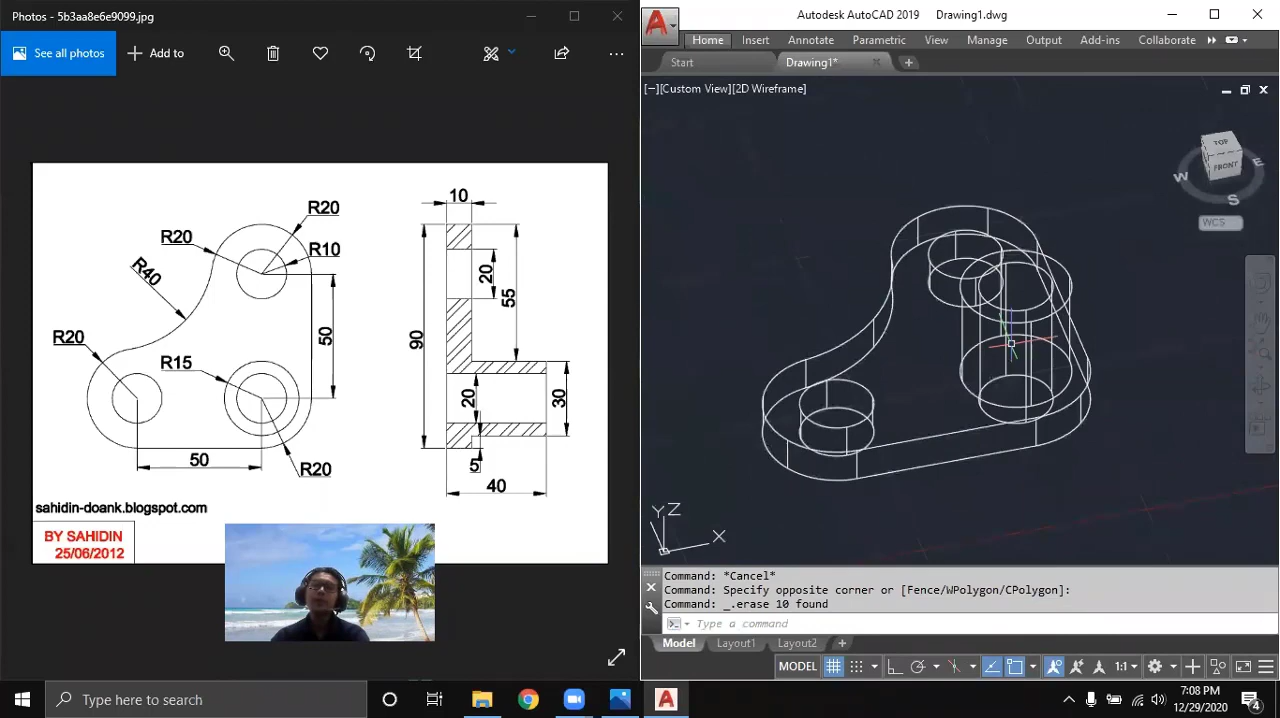 Photos - 5b3aa8e6e9099.jpg
See all photos
Add to
R20
R20
R10
R40
50
R20
R15
50
R20
10
20
55
90
20
30
5
40
sahidin-doank.blogspot.com
BY SAHIDIN
25/06/2012
Autodesk AutoCAD 2019 Drawing1.dwg
Home Insert Annotate Parametric View Manage Output Add-ins Collaborate
Start Drawing1*
[−][Custom View][2D Wireframe]
TOP
FRONT
W E
S
WCS
Y Z
X
Command: *Cancel*
Command: Specify opposite corner or [Fence/WPolygon/CPolygon]:
Command: _.erase 10 found
Type a command
Model Layout1 Layout2
MODEL 1:1
Type here to search
7:08 PM
12/29/2020
4